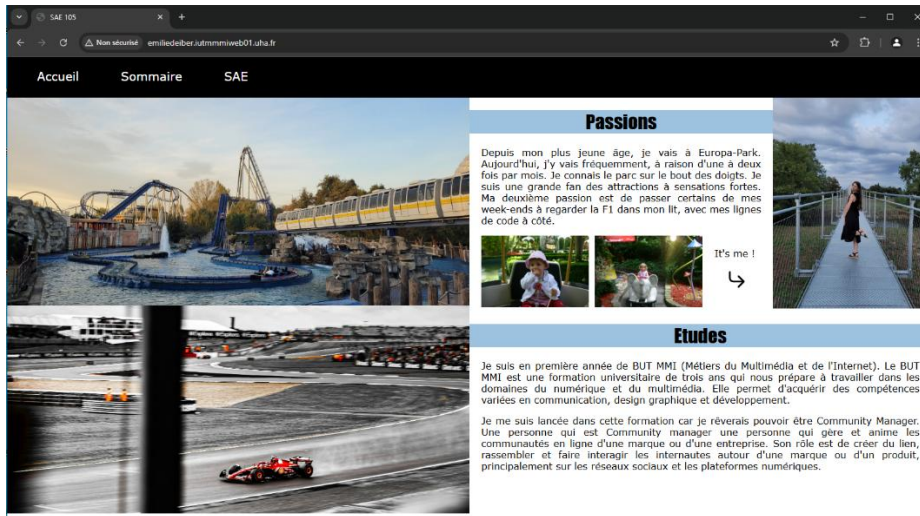 SAE 105
Non sécurisé
emiliedeiber.iutmmmiweb01.uha.fr
Accueil Sommaire SAE
Passions
Depuis mon plus jeune âge, je vais à Europa-Park.
Aujourd'hui, j'y vais fréquemment, à raison d'une à deux
fois par mois. Je connais le parc sur le bout des doigts. Je
suis une grande fan des attractions à sensations fortes.
Ma deuxième passion est de passer certains de mes
week-ends à regarder la F1 dans mon lit, avec mes lignes
de code à côté.
It's me !
Etudes
Je suis en première année de BUT MMI (Métiers du Multimédia et de l'Internet). Le BUT
MMI est une formation universitaire de trois ans qui nous prépare à travailler dans les
domaines du numérique et du multimédia. Elle permet d'acquérir des compétences
variées en communication, design graphique et développement.
Je me suis lancée dans cette formation car je rêverais pouvoir être Community Manager.
Une personne qui est Community manager une personne qui gère et anime les
communautés en ligne d'une marque ou d'une entreprise. Son rôle est de créer du lien,
rassembler et faire interagir les internautes autour d'une marque ou d'un produit,
principalement sur les réseaux sociaux et les plateformes numériques.